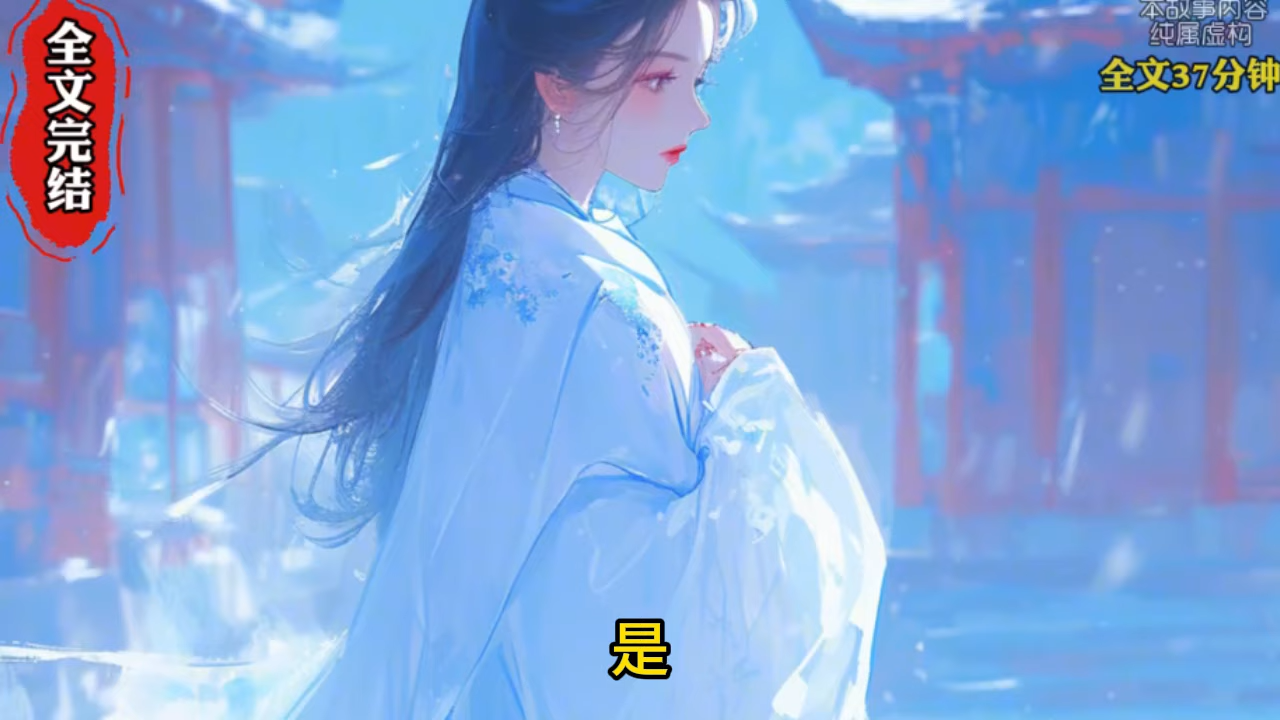 全文完结
本故事内容
纯属虚构
全文37分钟
是